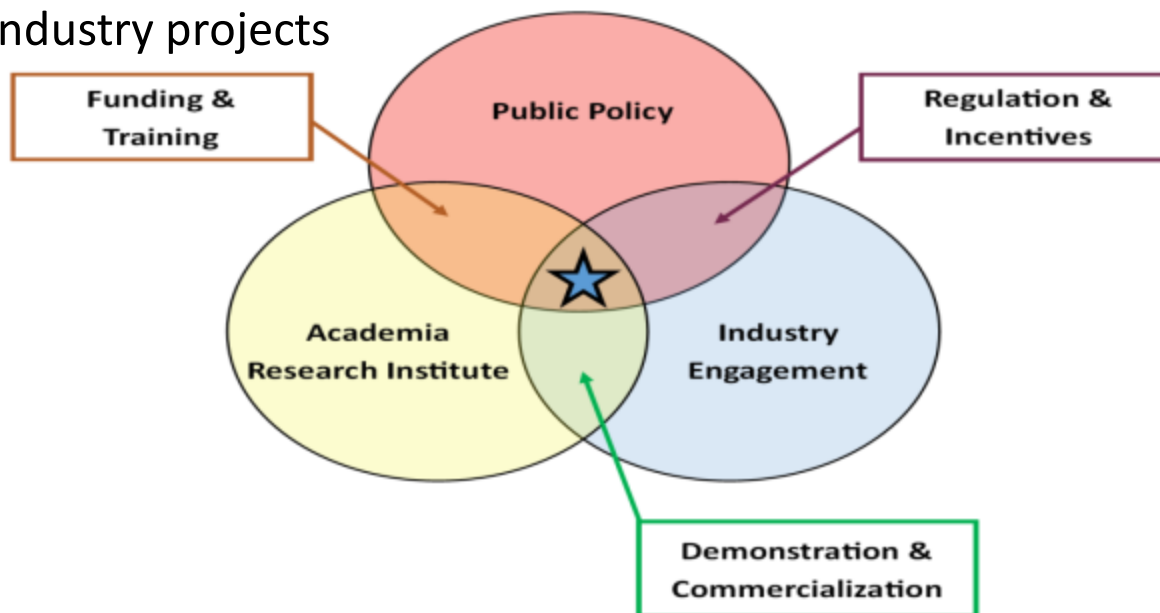 ndustry projects
Funding &
Training
Public Policy
Regulation &
Incentives
Academia
Research Institute
Industry
Engagement
Demonstration &
Commercialization